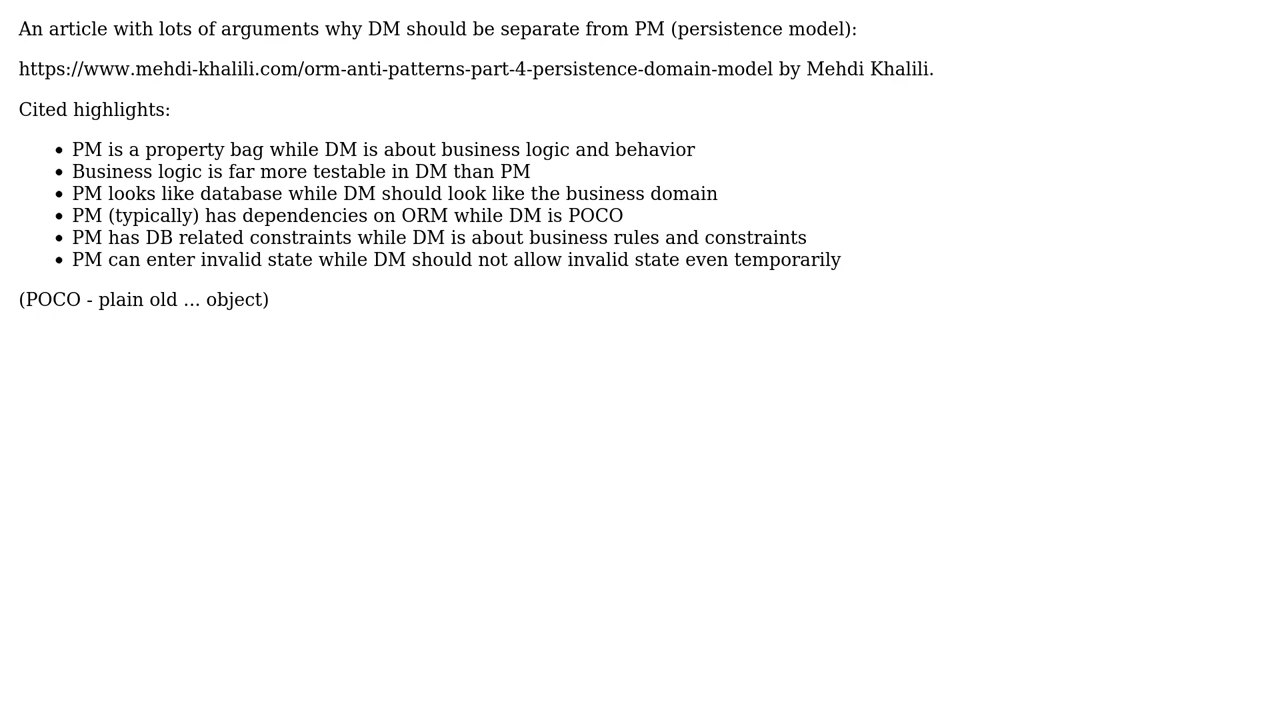 An article with lots of arguments why DM should be separate from PM (persistence model):
https://www.mehdi-khalili.com/orm-anti-patterns-part-4-persistence-domain-model by Mehdi Khalili.
Cited highlights:
• PM is a property bag while DM is about business logic and behavior
• Business logic is far more testable in DM than PM
• PM looks like database while DM should look like the business domain
• PM (typically) has dependencies on ORM while DM is POCO
• PM has DB related constraints while DM is about business rules and constraints
• PM can enter invalid state while DM should not allow invalid state even temporarily
(POCO - plain old ... object)